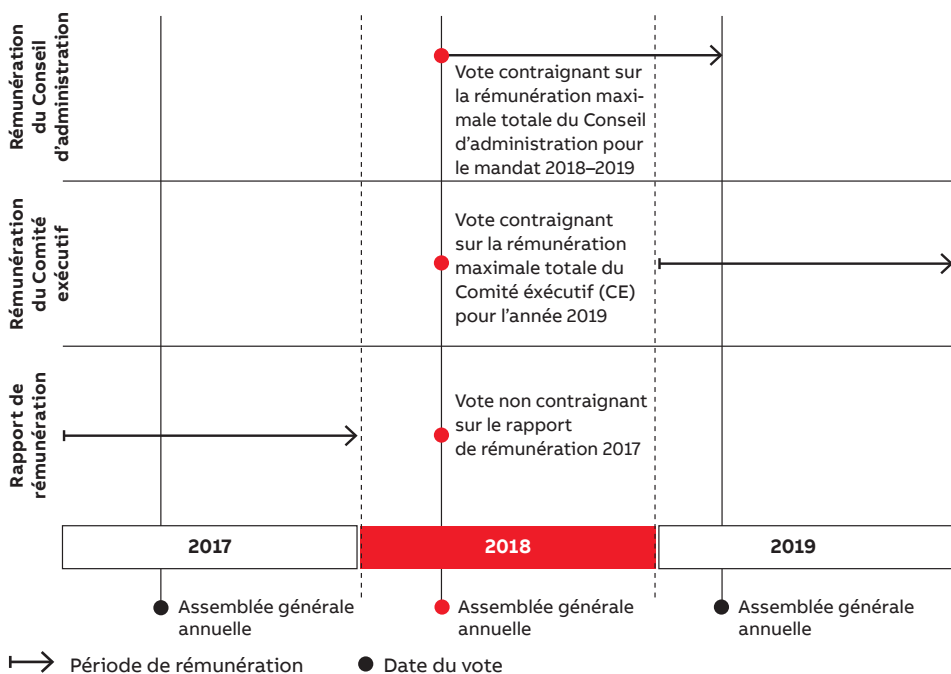 Rémunération
du Conseil
d’administration
Vote contraignant sur
la rémunération maxi-
male totale du Conseil
d’administration pour
le mandat 2018–2019
Rémunération
du Comité
exécutif
Vote contraignant
sur la rémunération
maximale totale du
Comité éxécutif (CE)
pour l’année 2019
Rapport de
rémunération
Vote non contraignant
sur le rapport
de rémunération 2017
2017
2018
2019
Assemblée générale
annuelle
Assemblée générale
annuelle
Assemblée générale
annuelle
Période de rémunération
Date du vote